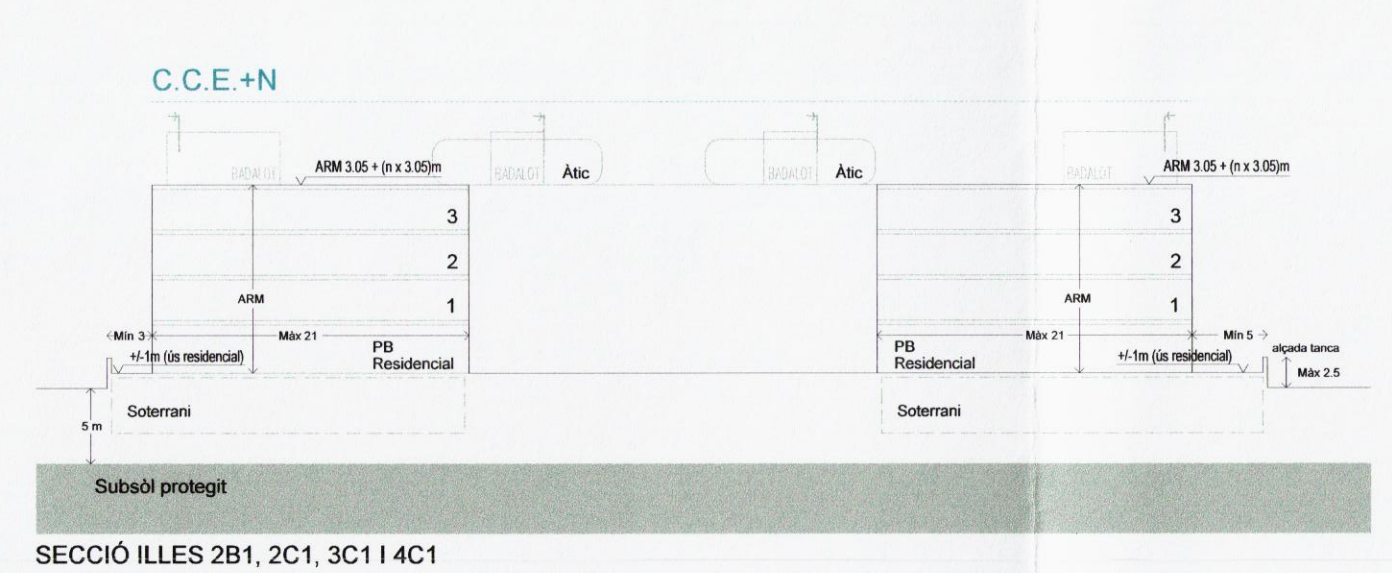 C.C.E.+N
BADALOT
ARM 3.05 + (n x 3.05)m
BADALOT
Àtic
BADALOT
Àtic
BADALOT
ARM 3.05 + (n x 3.05)m
3
3
2
2
ARM
1
ARM
1
Mín 3
Màx 21
PB
Residencial
PB
Residencial
Màx 21
Mín 5
+/-1m (ús residencial)
+/-1m (ús residencial)
alçada tanca
Màx 2.5
Soterrani
Soterrani
5 m
Subsòl protegit
SECCIÓ ILLES 2B1, 2C1, 3C1 I 4C1